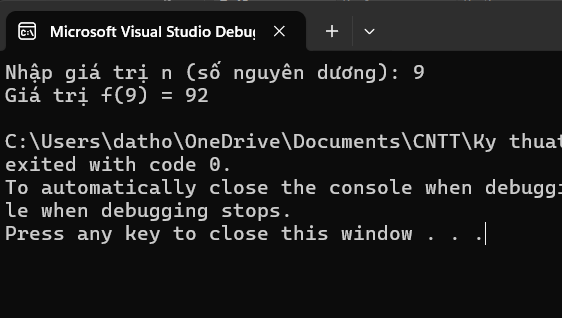 Microsoft Visual Studio Debu
Nhập giá trị n (số nguyên dương): 9
Giá trị f(9) = 92
C:\Users\datho\OneDrive\Documents\CNTT\Ky thuat
exited with code 0.
To automatically close the console when debuggi
le when debugging stops.
Press any key to close this window . . .